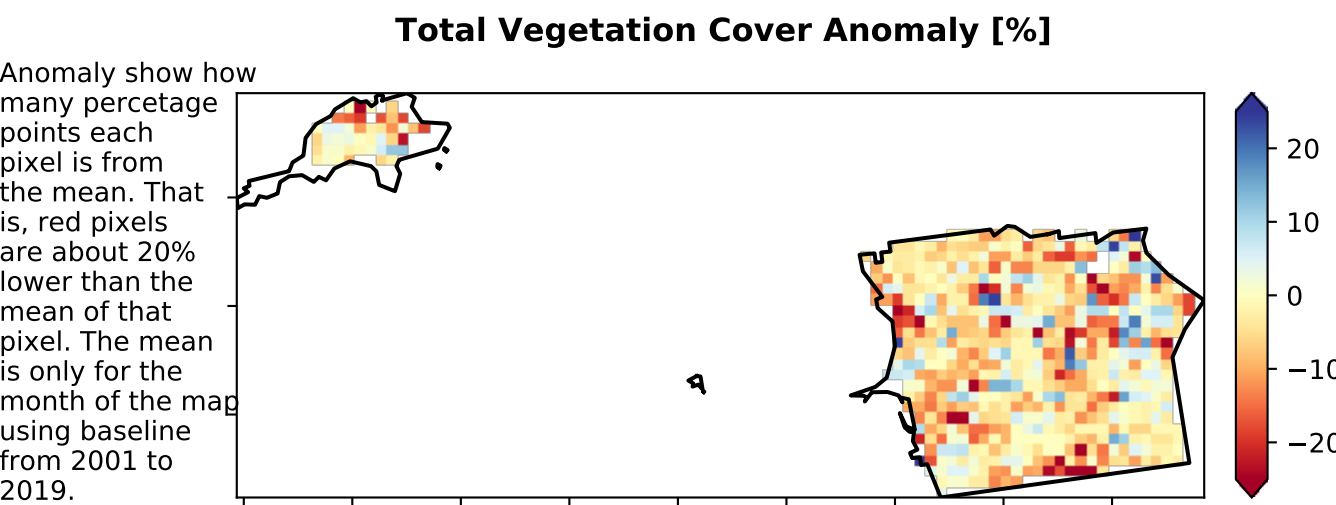 Total Vegetation Cover Anomaly [%]
Anomaly show how
many percetage
points each
pixel is from
the mean. That
is, red pixels
are about 20%
lower than the
mean of that
pixel. The mean
is only for the
month of the map
using baseline
from 2001 to
2019.
20
10
0
−10
−20